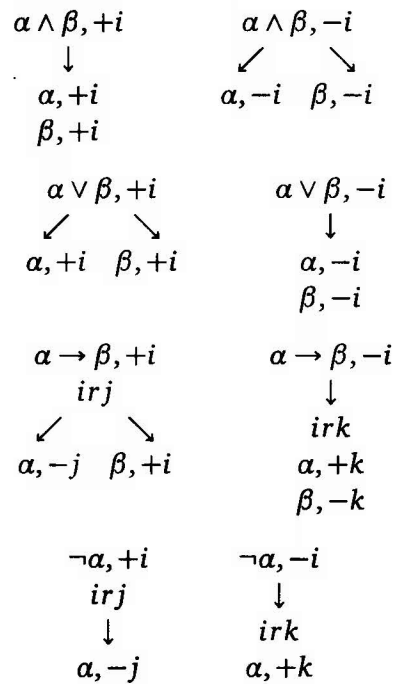 α ∧ β, +i α ∧ β, −i
↓ ↙ ↘
α, +i α, −i β, −i
β, +i
α ∨ β, +i α ∨ β, −i
↙ ↘ ↓
α, +i β, +i α, −i
β, −i
α → β, +i α → β, −i
irj ↓
↙ ↘ irk
α, −j β, +i α, +k
β, −k
¬α, +i ¬α, −i
irj ↓
↓ irk
α, −j α, +k